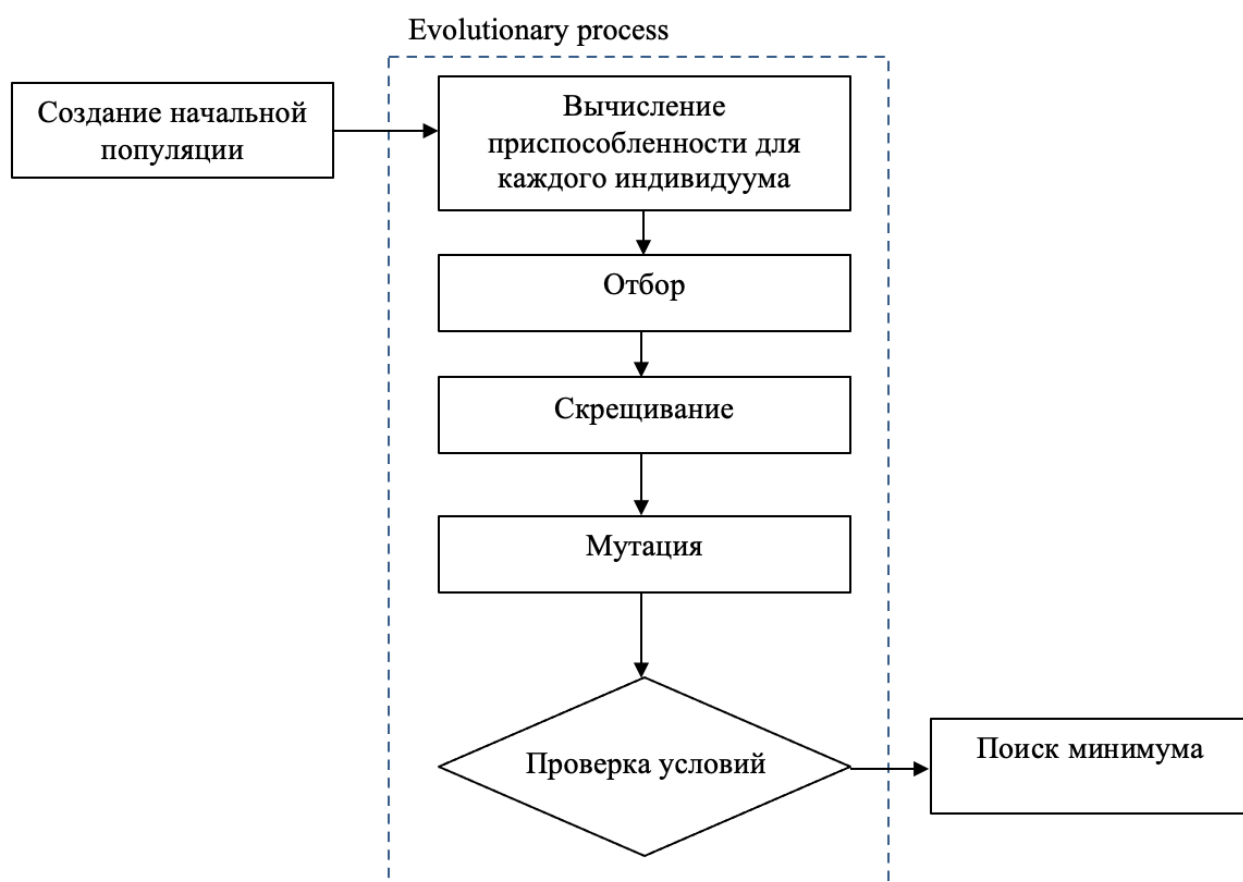 Evolutionary process
Создание начальной
популяции
Вычисление
приспособленности для
каждого индивидуума
Отбор
Скрещивание
Мутация
Проверка условий
Поиск минимума